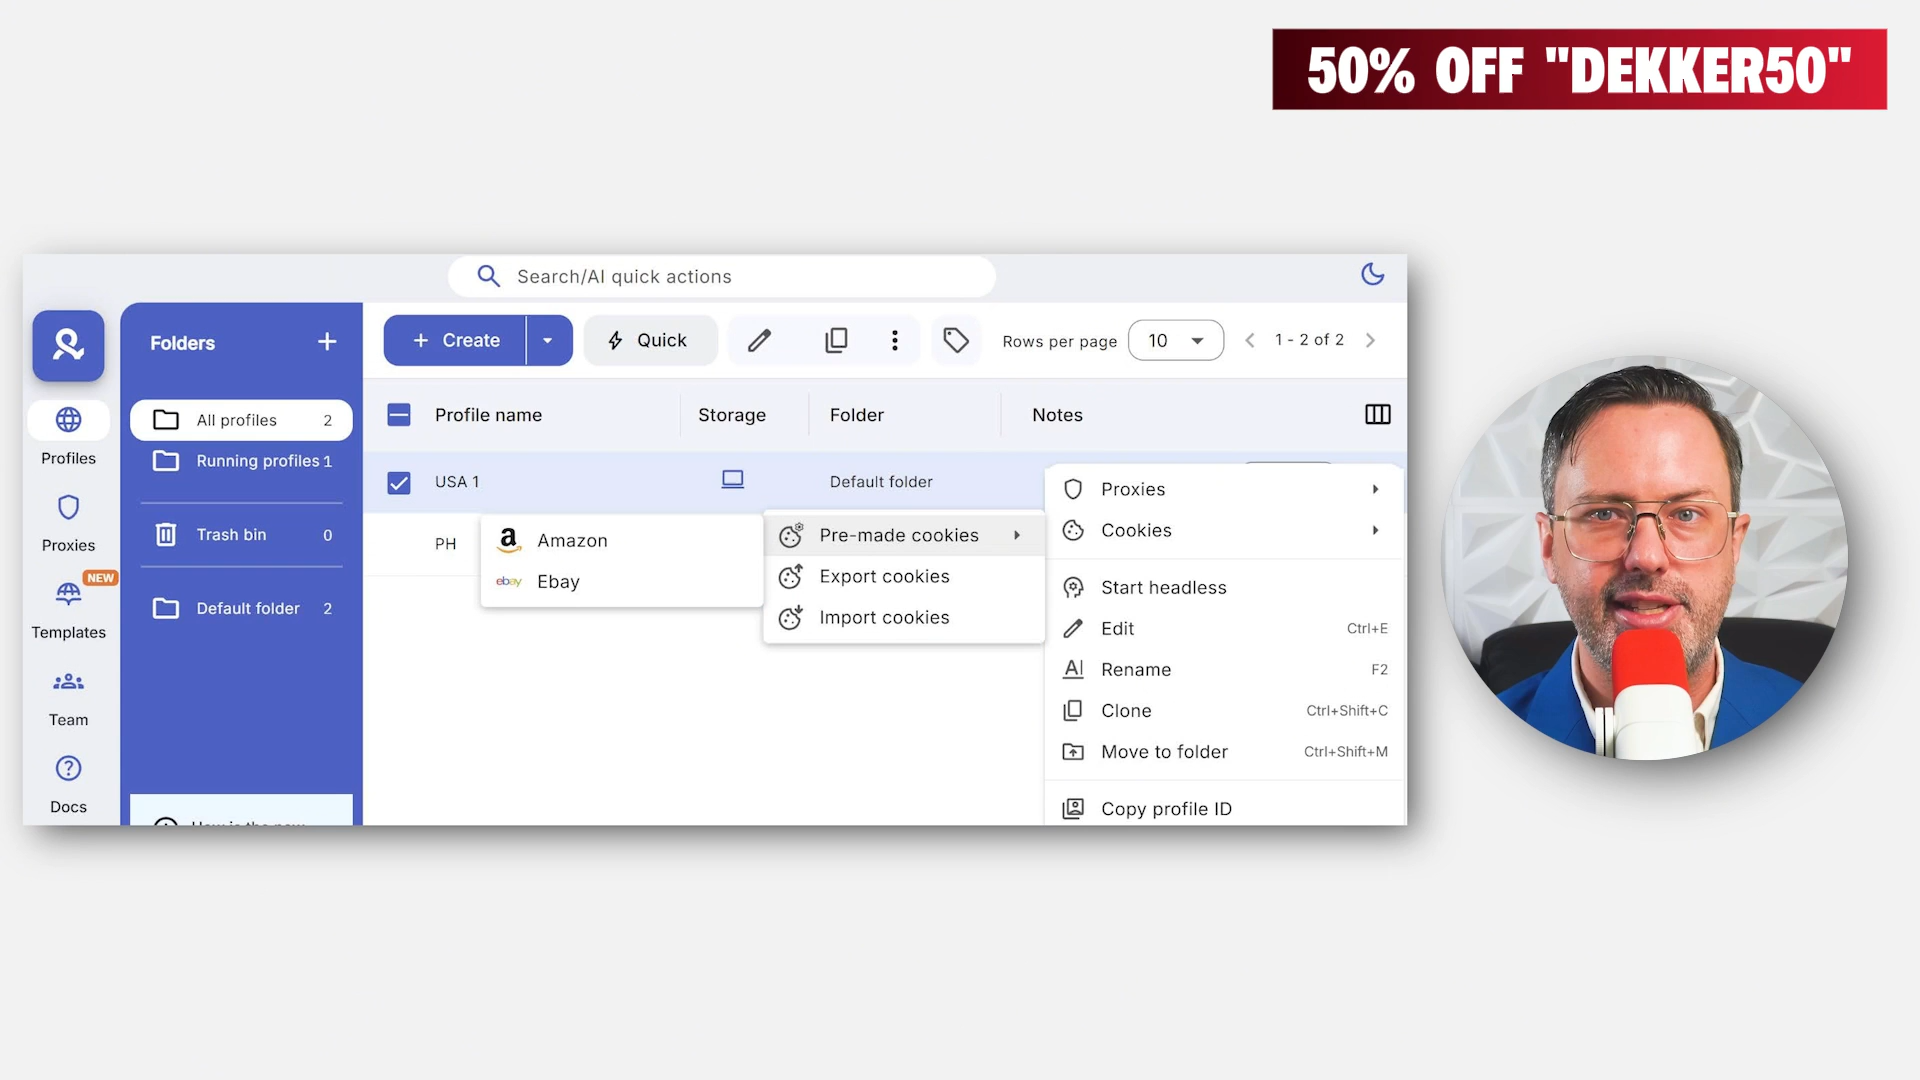 50% OFF "DEKKER50"
Search/AI quick actions
Folders
Create
Quick
Rows per page
10
1 - 2 of 2
All profiles 2
Running profiles 1
Trash bin 0
Default folder 2
Profiles
Proxies
NEW
Templates
Team
Docs
Profile name
Storage
Folder
Notes
USA 1
Default folder
PH
a Amazon
ebay Ebay
Pre-made cookies
Export cookies
Import cookies
Proxies
Cookies
Start headless
Edit Ctrl+E
AI Rename F2
Clone Ctrl+Shift+C
Move to folder Ctrl+Shift+M
Copy profile ID